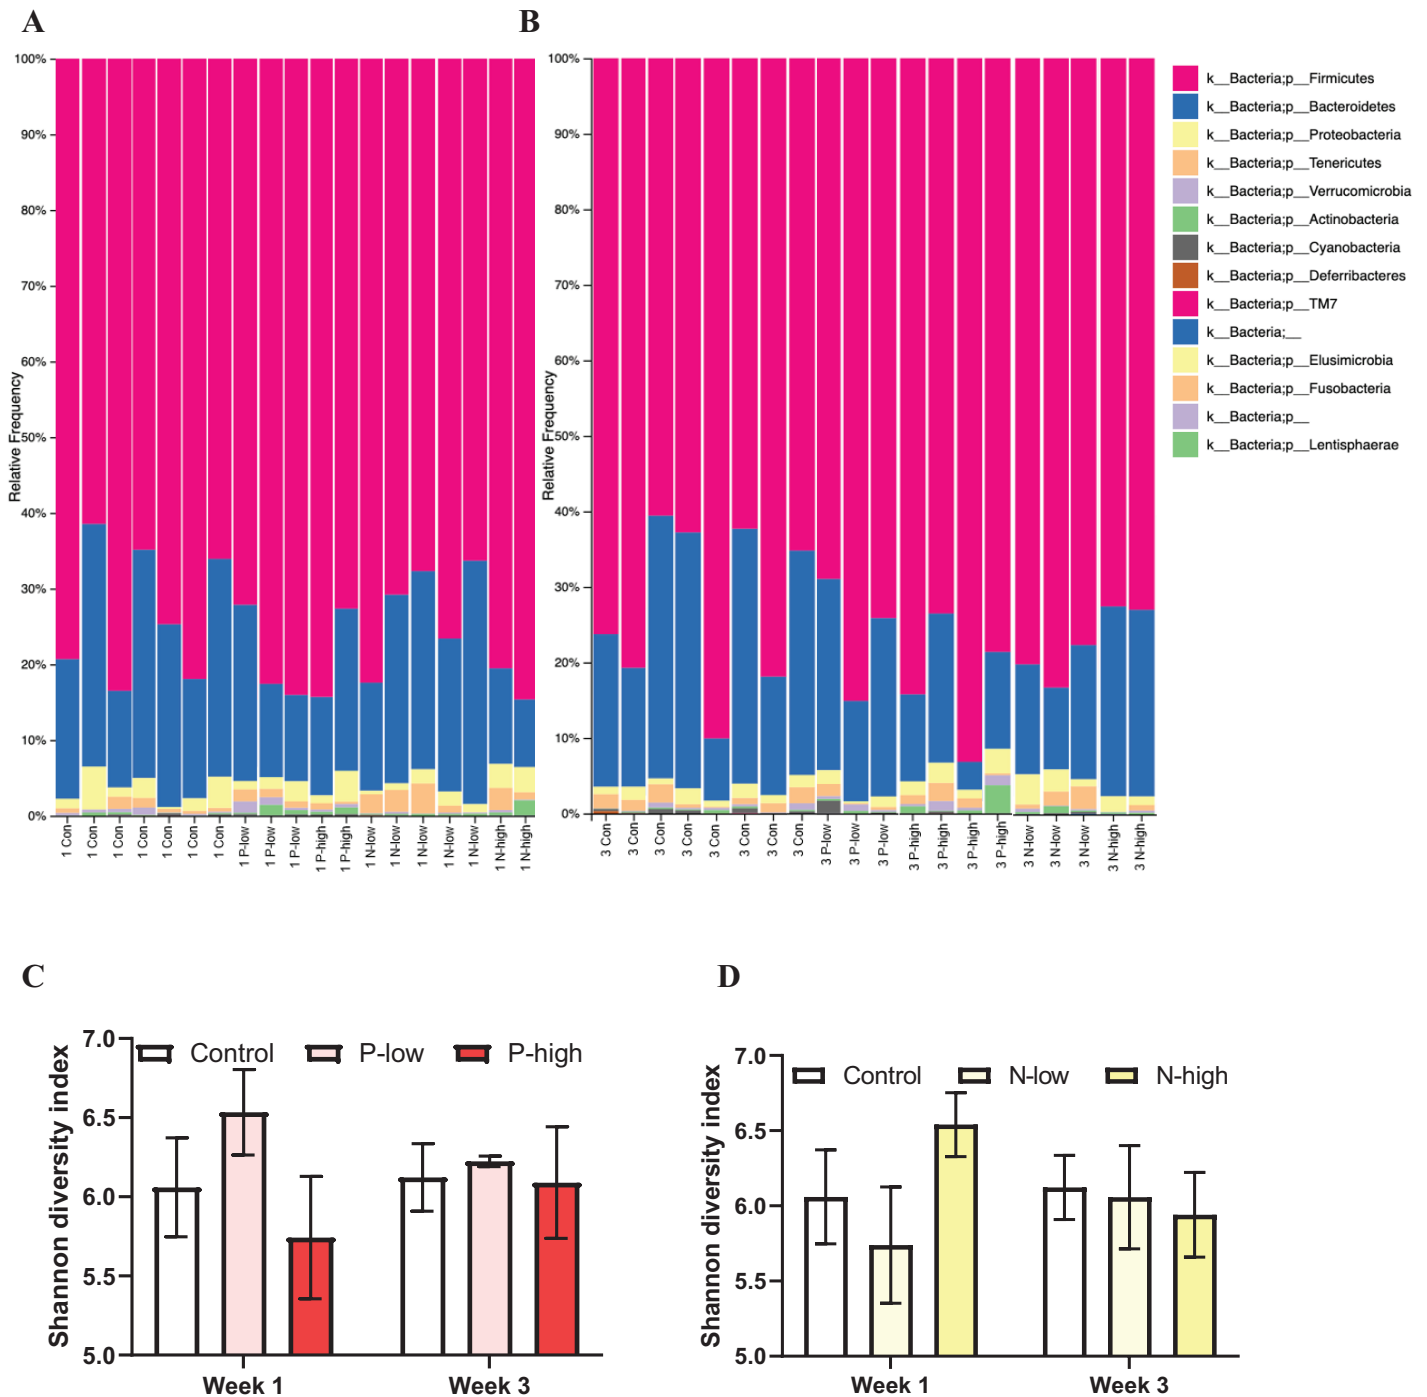 A
B
100%
90%
80%
70%
60%
50%
40%
30%
20%
10%
0%
Relative Frequency
1 Con
1 Con
1 Con
1 Con
1 Con
1 Con
1 Con
1 P-low
1 P-low
1 P-low
1 P-high
1 P-high
1 N-low
1 N-low
1 N-low
1 N-low
1 N-low
1 N-high
1 N-high
100%
90%
80%
70%
60%
50%
40%
30%
20%
10%
0%
Relative Frequency
3 Con
3 Con
3 Con
3 Con
3 Con
3 Con
3 Con
3 Con
3 P-low
3 P-low
3 P-low
3 P-high
3 P-high
3 P-high
3 P-high
3 N-low
3 N-low
3 N-low
3 N-high
3 N-high
k__Bacteria;p__Firmicutes
k__Bacteria;p__Bacteroidetes
k__Bacteria;p__Proteobacteria
k__Bacteria;p__Tenericutes
k__Bacteria;p__Verrucomicrobia
k__Bacteria;p__Actinobacteria
k__Bacteria;p__Cyanobacteria
k__Bacteria;p__Deferribacteres
k__Bacteria;p__TM7
k__Bacteria;__
k__Bacteria;p__Elusimicrobia
k__Bacteria;p__Fusobacteria
k__Bacteria;p__
k__Bacteria;p__Lentisphaerae
C
Shannon diversity index
7.0
6.5
6.0
5.5
5.0
Control P-low P-high
Week 1 Week 3
D
Shannon diversity index
7.0
6.5
6.0
5.5
5.0
Control N-low N-high
Week 1 Week 3